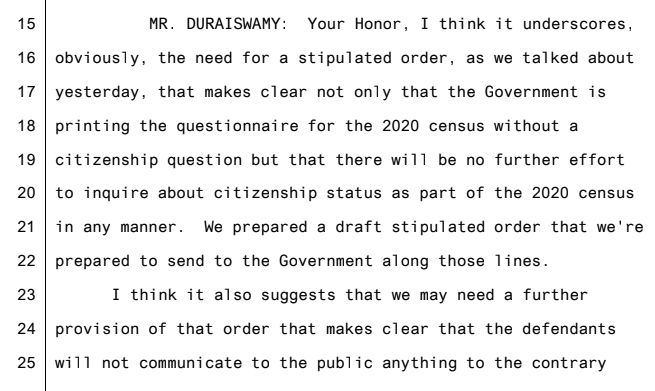 15 MR. DURAISWAMY: Your Honor, I think it underscores,
16 obviously, the need for a stipulated order, as we talked about
17 yesterday, that makes clear not only that the Government is
18 printing the questionnaire for the 2020 census without a
19 citizenship question but that there will be no further effort
20 to inquire about citizenship status as part of the 2020 census
21 in any manner. We prepared a draft stipulated order that we're
22 prepared to send to the Government along those lines.
23 I think it also suggests that we may need a further
24 provision of that order that makes clear that the defendants
25 will not communicate to the public anything to the contrary